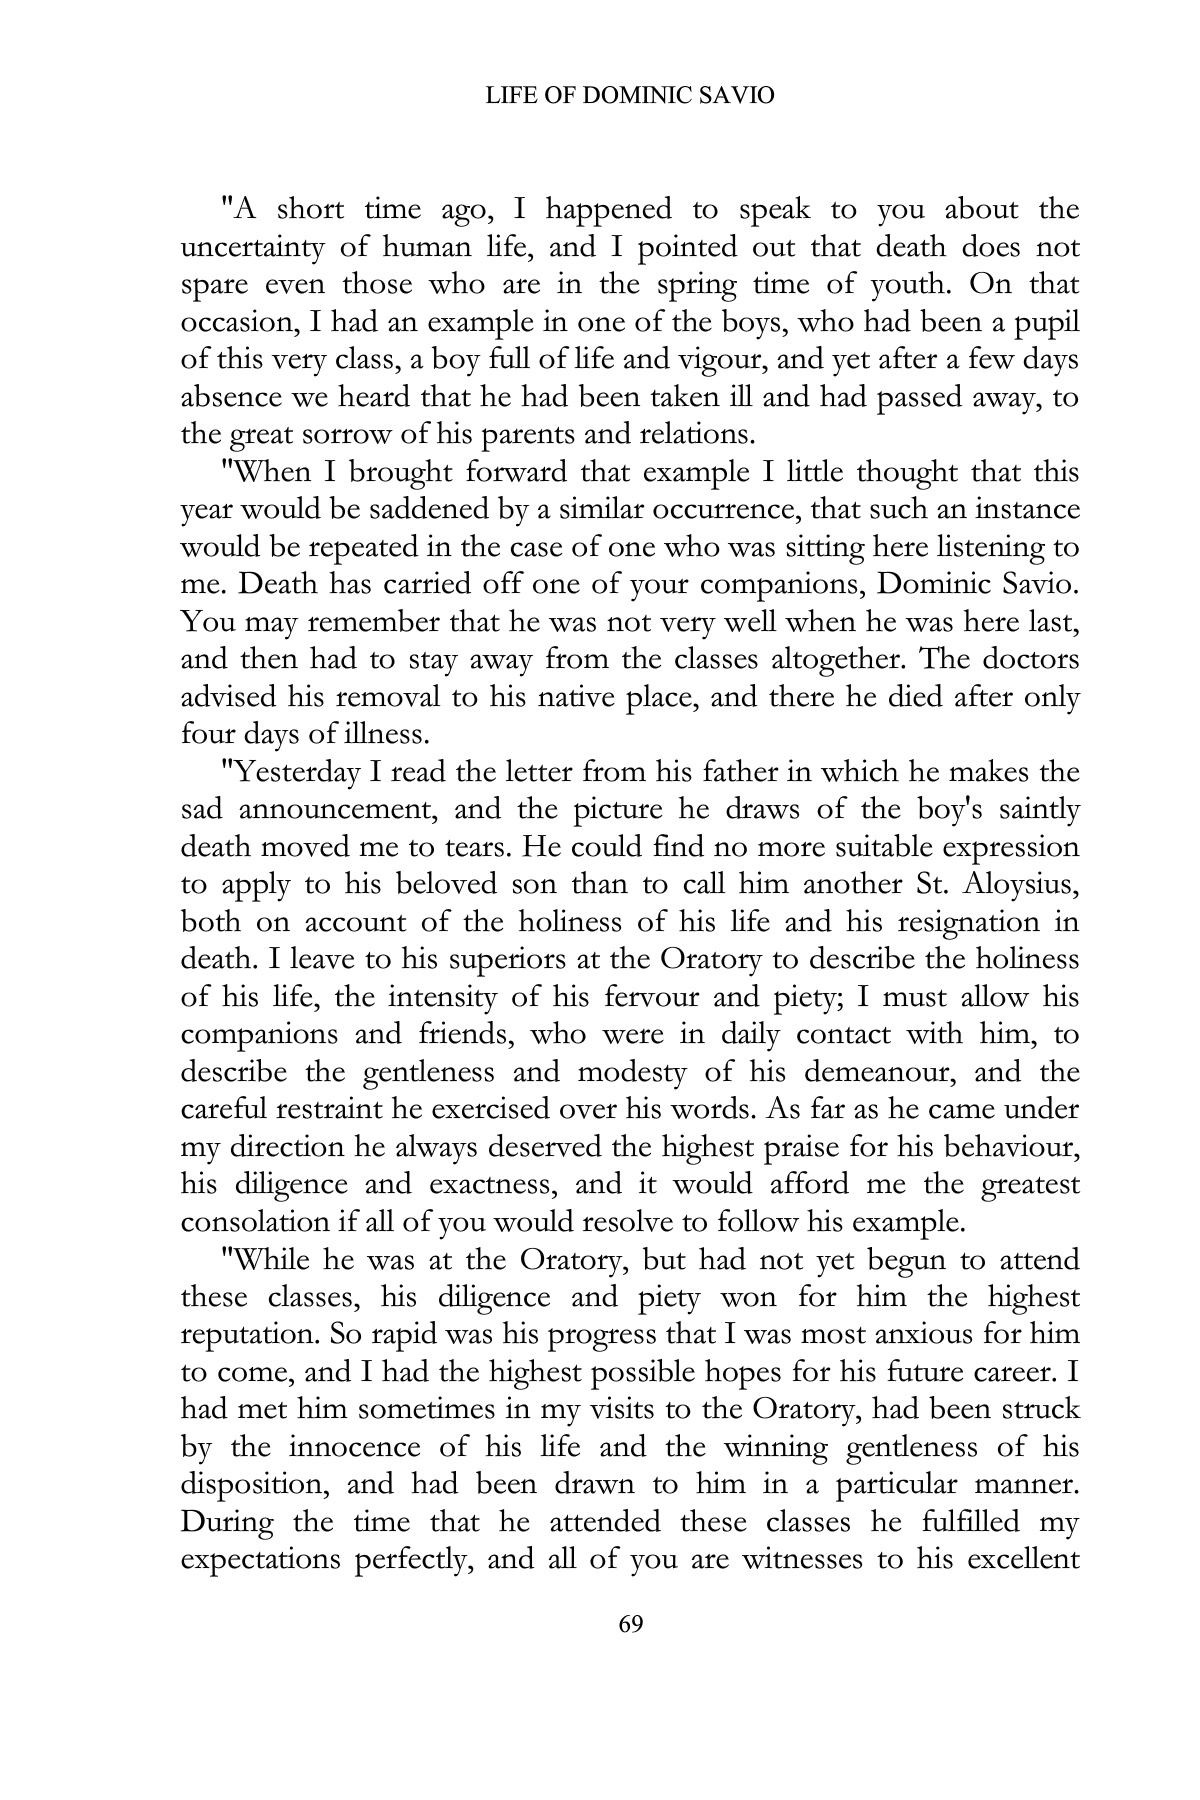 LIFE OF DOMINIC SAVIO
"A short time ago, I happened to speak to you about the
uncertainty of human life, and I pointed out that death does not
spare even those who are in the spring time of youth. On that
occasion, I had an example in one of the boys, who had been a pupil
of this very class, a boy full of life and vigour, and yet after a few days
absence we heard that he had been taken ill and had passed away, to
the great sorrow of his parents and relations.
"When I brought forward that example I little thought that this
year would be saddened by a similar occurrence, that such an instance
would be repeated in the case of one who was sitting here listening to
me. Death has carried off one of your companions, Dominic Savio.
You may remember that he was not very well when he was here last,
and then had to stay away from the classes altogether. The doctors
advised his removal to his native place, and there he died after only
four days of illness.
"Yesterday I read the letter from his father in which he makes the
sad announcement, and the picture he draws of the boy's saintly
death moved me to tears. He could find no more suitable expression
to apply to his beloved son than to call him another St. Aloysius,
both on account of the holiness of his life and his resignation in
death. I leave to his superiors at the Oratory to describe the holiness
of his life, the intensity of his fervour and piety; I must allow his
companions and friends, who were in daily contact with him, to
describe the gentleness and modesty of his demeanour, and the
careful restraint he exercised over his words. As far as he came under
my direction he always deserved the highest praise for his behaviour,
his diligence and exactness, and it would afford me the greatest
consolation if all of you would resolve to follow his example.
"While he was at the Oratory, but had not yet begun to attend
these classes, his diligence and piety won for him the highest
reputation. So rapid was his progress that I was most anxious for him
to come, and I had the highest possible hopes for his future career. I
had met him sometimes in my visits to the Oratory, had been struck
by the innocence of his life and the winning gentleness of his
disposition, and had been drawn to him in a particular manner.
During the time that he attended these classes he fulfilled my
expectations perfectly, and all of you are witnesses to his excellent
69